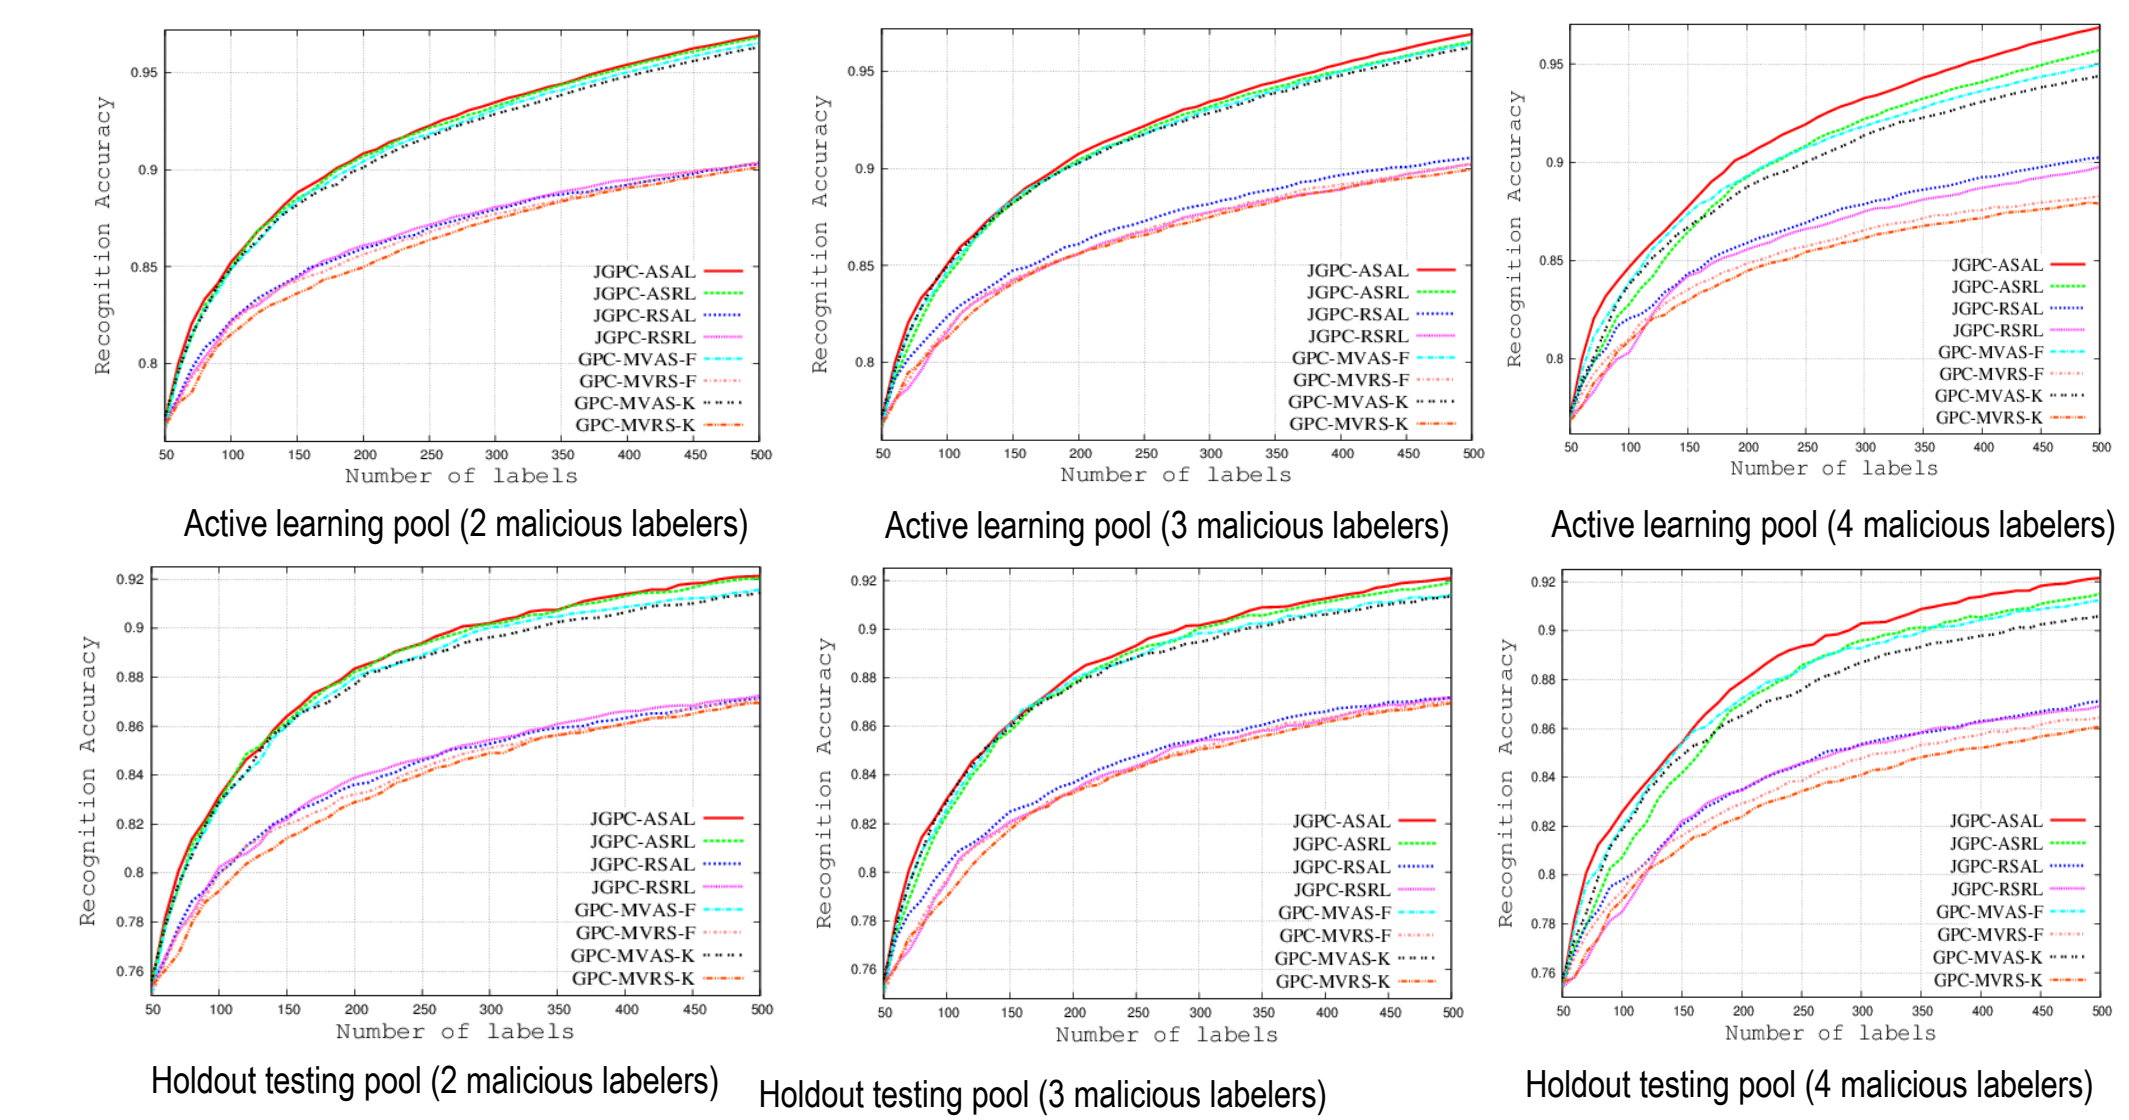 Recognition Accuracy
0.95
0.9
0.85
0.8
JGPC-ASAL
JGPC-ASRL
JGPC-RSAL
JGPC-RSRL
GPC-MVAS-F
GPC-MVRS-F
GPC-MVAS-K
GPC-MVRS-K
50 100 150 200 250 300 350 400 450 500
Number of labels
Active learning pool (2 malicious labelers)
Recognition Accuracy
0.95
0.9
0.85
0.8
JGPC-ASAL
JGPC-ASRL
JGPC-RSAL
JGPC-RSRL
GPC-MVAS-F
GPC-MVRS-F
GPC-MVAS-K
GPC-MVRS-K
50 100 150 200 250 300 350 400 450 500
Number of labels
Active learning pool (3 malicious labelers)
Recognition Accuracy
0.95
0.9
0.85
0.8
JGPC-ASAL
JGPC-ASRL
JGPC-RSAL
JGPC-RSRL
GPC-MVAS-F
GPC-MVRS-F
GPC-MVAS-K
GPC-MVRS-K
50 100 150 200 250 300 350 400 450 500
Number of labels
Active learning pool (4 malicious labelers)
Recognition Accuracy
0.92
0.9
0.88
0.86
0.84
0.82
0.8
0.78
0.76
JGPC-ASAL
JGPC-ASRL
JGPC-RSAL
JGPC-RSRL
GPC-MVAS-F
GPC-MVRS-F
GPC-MVAS-K
GPC-MVRS-K
50 100 150 200 250 300 350 400 450 500
Number of labels
Holdout testing pool (2 malicious labelers)
Recognition Accuracy
0.92
0.9
0.88
0.86
0.84
0.82
0.8
0.78
0.76
JGPC-ASAL
JGPC-ASRL
JGPC-RSAL
JGPC-RSRL
GPC-MVAS-F
GPC-MVRS-F
GPC-MVAS-K
GPC-MVRS-K
50 100 150 200 250 300 350 400 450 500
Number of labels
Holdout testing pool (3 malicious labelers)
Recognition Accuracy
0.92
0.9
0.88
0.86
0.84
0.82
0.8
0.78
0.76
JGPC-ASAL
JGPC-ASRL
JGPC-RSAL
JGPC-RSRL
GPC-MVAS-F
GPC-MVRS-F
GPC-MVAS-K
GPC-MVRS-K
50 100 150 200 250 300 350 400 450 500
Number of labels
Holdout testing pool (4 malicious labelers)